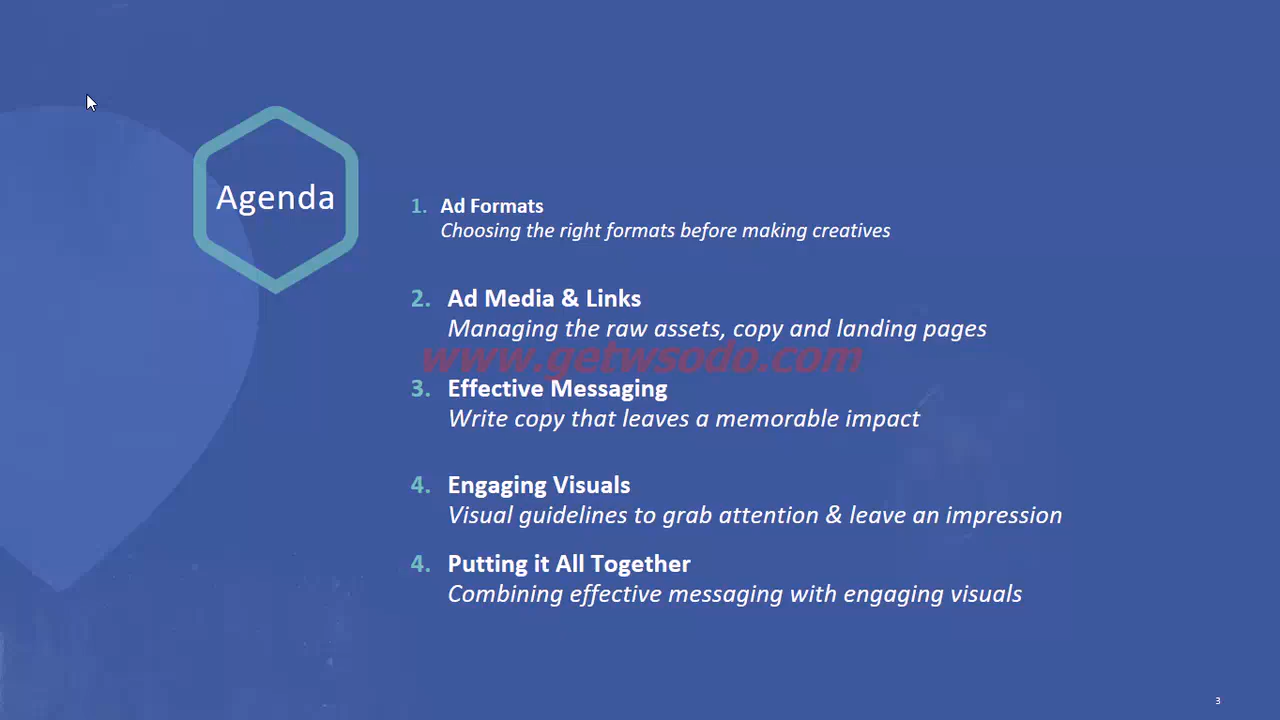 Agenda
1. Ad Formats
Choosing the right formats before making creatives
2. Ad Media & Links
Managing the raw assets, copy and landing pages
www.getwsodo.com
3. Effective Messaging
Write copy that leaves a memorable impact
4. Engaging Visuals
Visual guidelines to grab attention & leave an impression
4. Putting it All Together
Combining effective messaging with engaging visuals
3